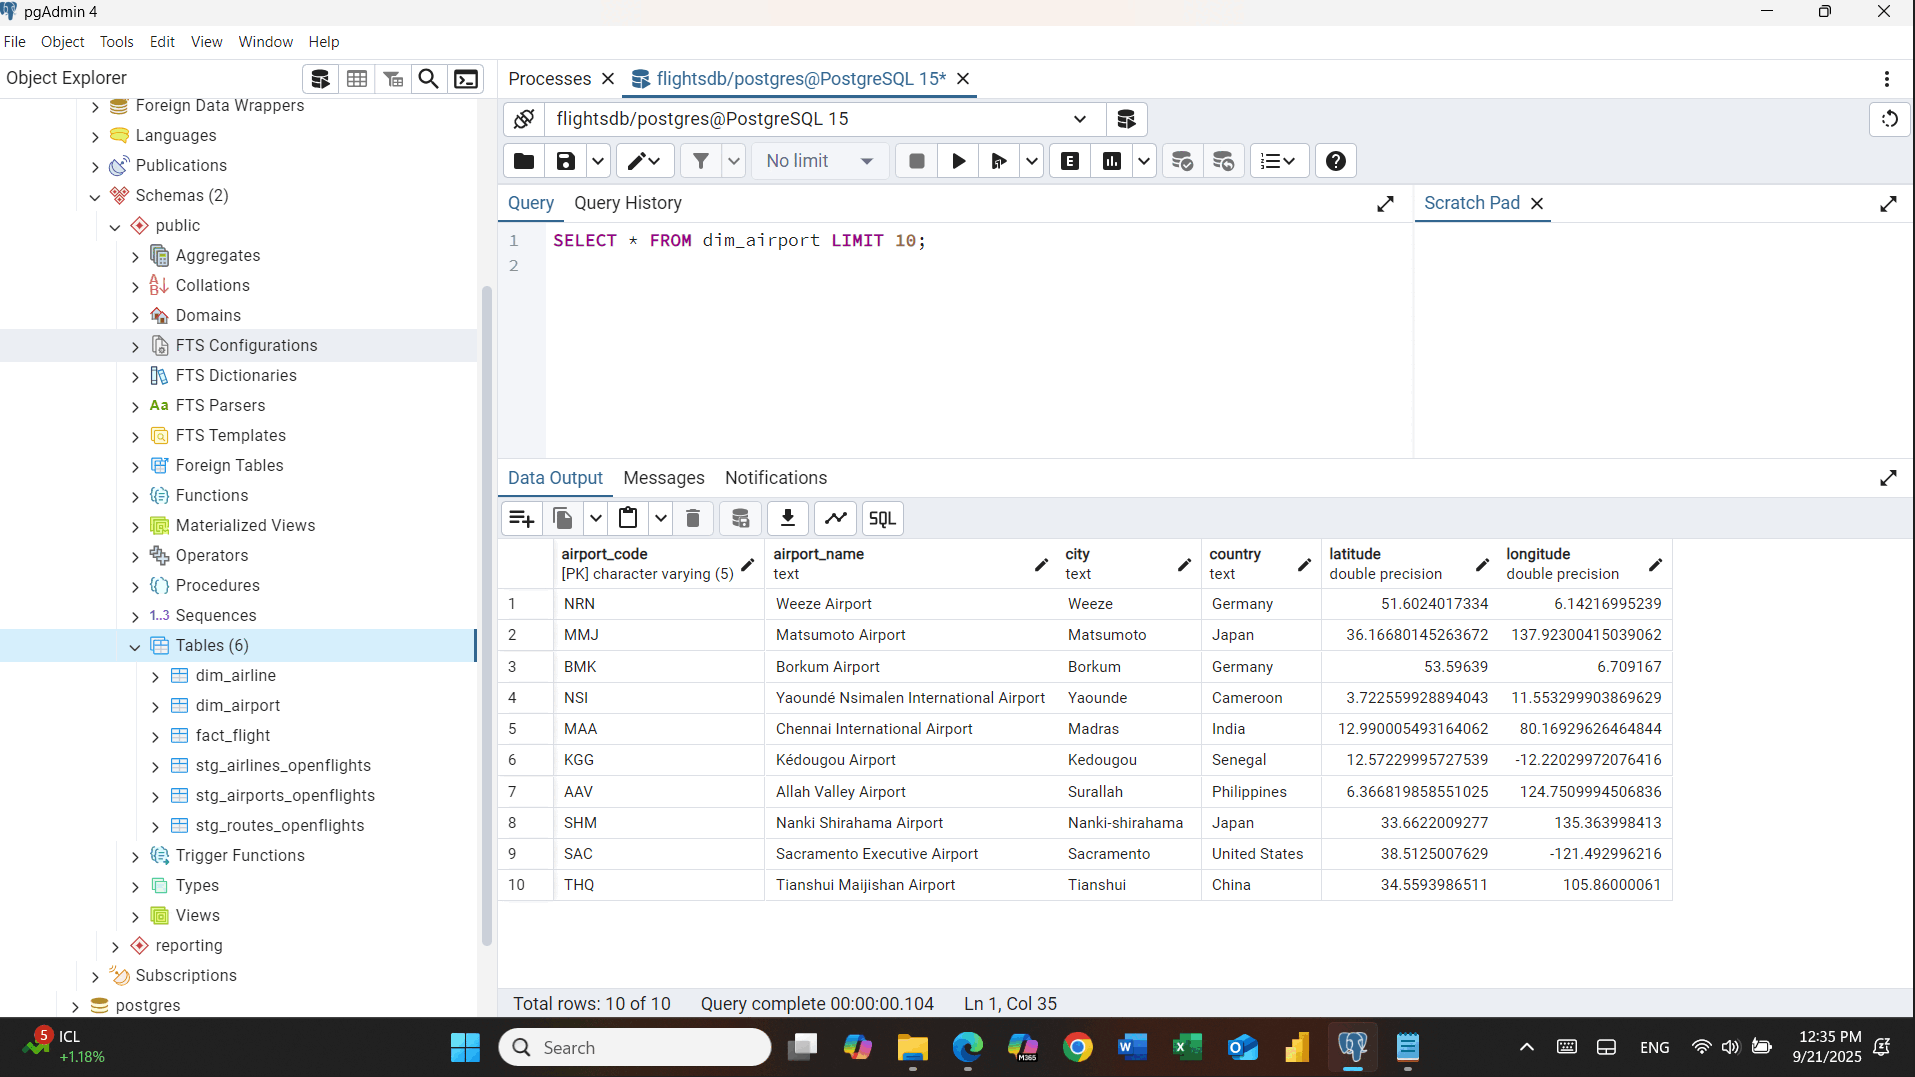 pgAdmin 4
File Object Tools Edit View Window Help
Object Explorer
Processes flightsdb/postgres@PostgreSQL 15*
Foreign Data Wrappers
Languages
Publications
Schemas (2)
public
Aggregates
Collations
Domains
FTS Configurations
FTS Dictionaries
Aa FTS Parsers
FTS Templates
Foreign Tables
Functions
Materialized Views
Operators
Procedures
1..3 Sequences
Tables (6)
dim_airline
dim_airport
fact_flight
stg_airlines_openflights
stg_airports_openflights
stg_routes_openflights
Trigger Functions
Types
Views
reporting
Subscriptions
postgres
flightsdb/postgres@PostgreSQL 15
No limit E
Query Query History
Scratch Pad
1 SELECT * FROM dim_airport LIMIT 10;
2
Data Output Messages Notifications
SQL
airport_code airport_name city country latitude longitude
[PK] character varying (5) text text text double precision double precision
1 NRN Weeze Airport Weeze Germany 51.6024017334 6.14216995239
2 MMJ Matsumoto Airport Matsumoto Japan 36.16680145263672 137.92300415039062
3 BMK Borkum Airport Borkum Germany 53.59639 6.709167
4 NSI Yaoundé Nsimalen International Airport Yaounde Cameroon 3.722559928894043 11.553299903869629
5 MAA Chennai International Airport Madras India 12.990005493164062 80.16929626464844
6 KGG Kédougou Airport Kedougou Senegal 12.57229995727539 -12.22029972076416
7 AAV Allah Valley Airport Surallah Philippines 6.366819858551025 124.7509994506836
8 SHM Nanki Shirahama Airport Nanki-shirahama Japan 33.6622009277 135.363998413
9 SAC Sacramento Executive Airport Sacramento United States 38.5125007629 -121.492996216
10 THQ Tianshui Maijishan Airport Tianshui China 34.5593986511 105.86000061
Total rows: 10 of 10 Query complete 00:00:00.104 Ln 1, Col 35
5 ICL
+1.18%
Search
M365
ENG
12:35 PM
9/21/2025